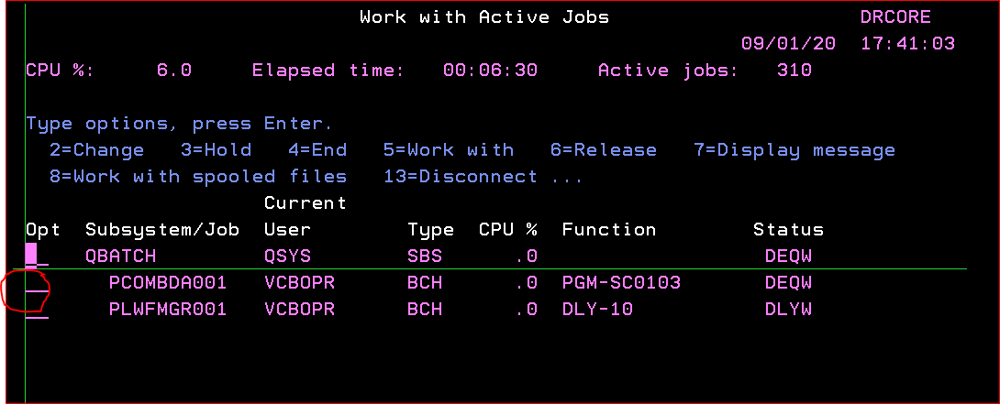 Work with Active Jobs DRCORE
09/01/20 17:41:03
CPU %: 6.0 Elapsed time: 00:06:30 Active jobs: 310
Type options, press Enter.
2=Change 3=Hold 4=End 5=Work with 6=Release 7=Display message
8=Work with spooled files 13=Disconnect ...
Current
Opt Subsystem/Job User Type CPU % Function Status
QBATCH QSYS SBS .0 DEQW
PCOMBDA001 VCBOPR BCH .0 PGM-SC0103 DEQW
PLWFMGR001 VCBOPR BCH .0 DLY-10 DLYW